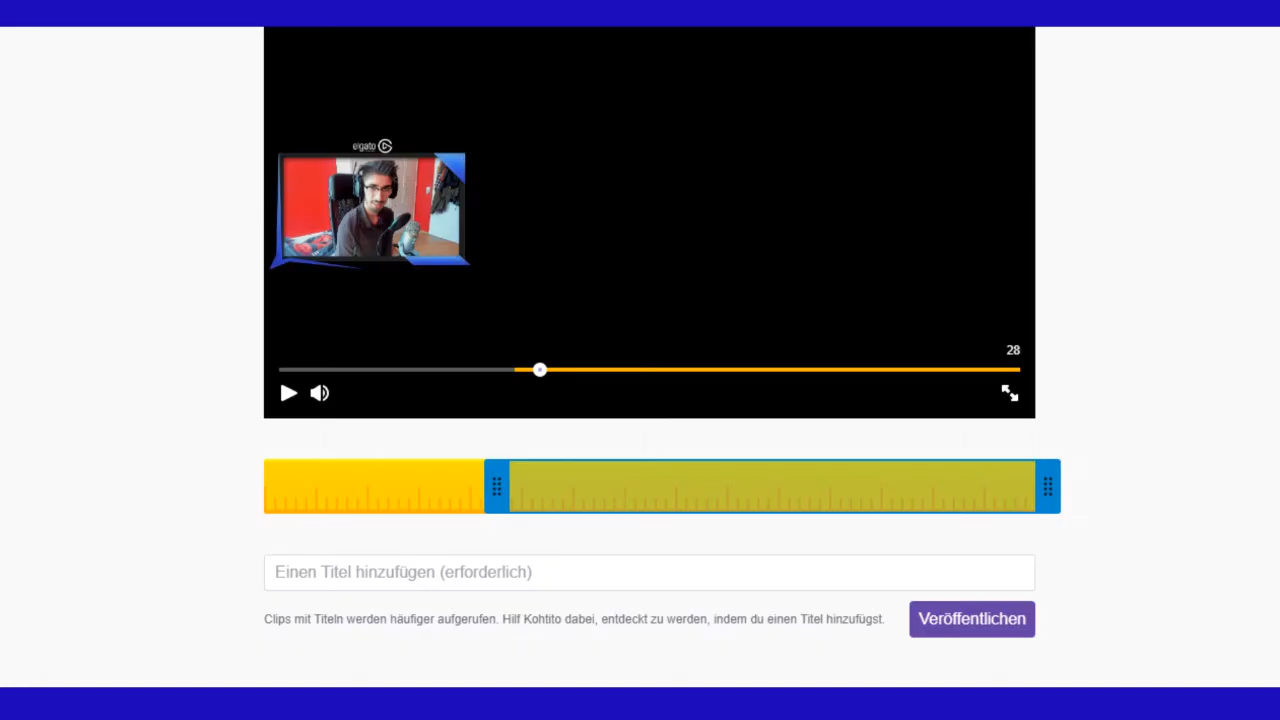 elgato
28
Einen Titel hinzufügen (erforderlich)
Clips mit Titeln werden häufiger aufgerufen. Hilf Kohtito dabei, entdeckt zu werden, indem du einen Titel hinzufügst.
Veröffentlichen